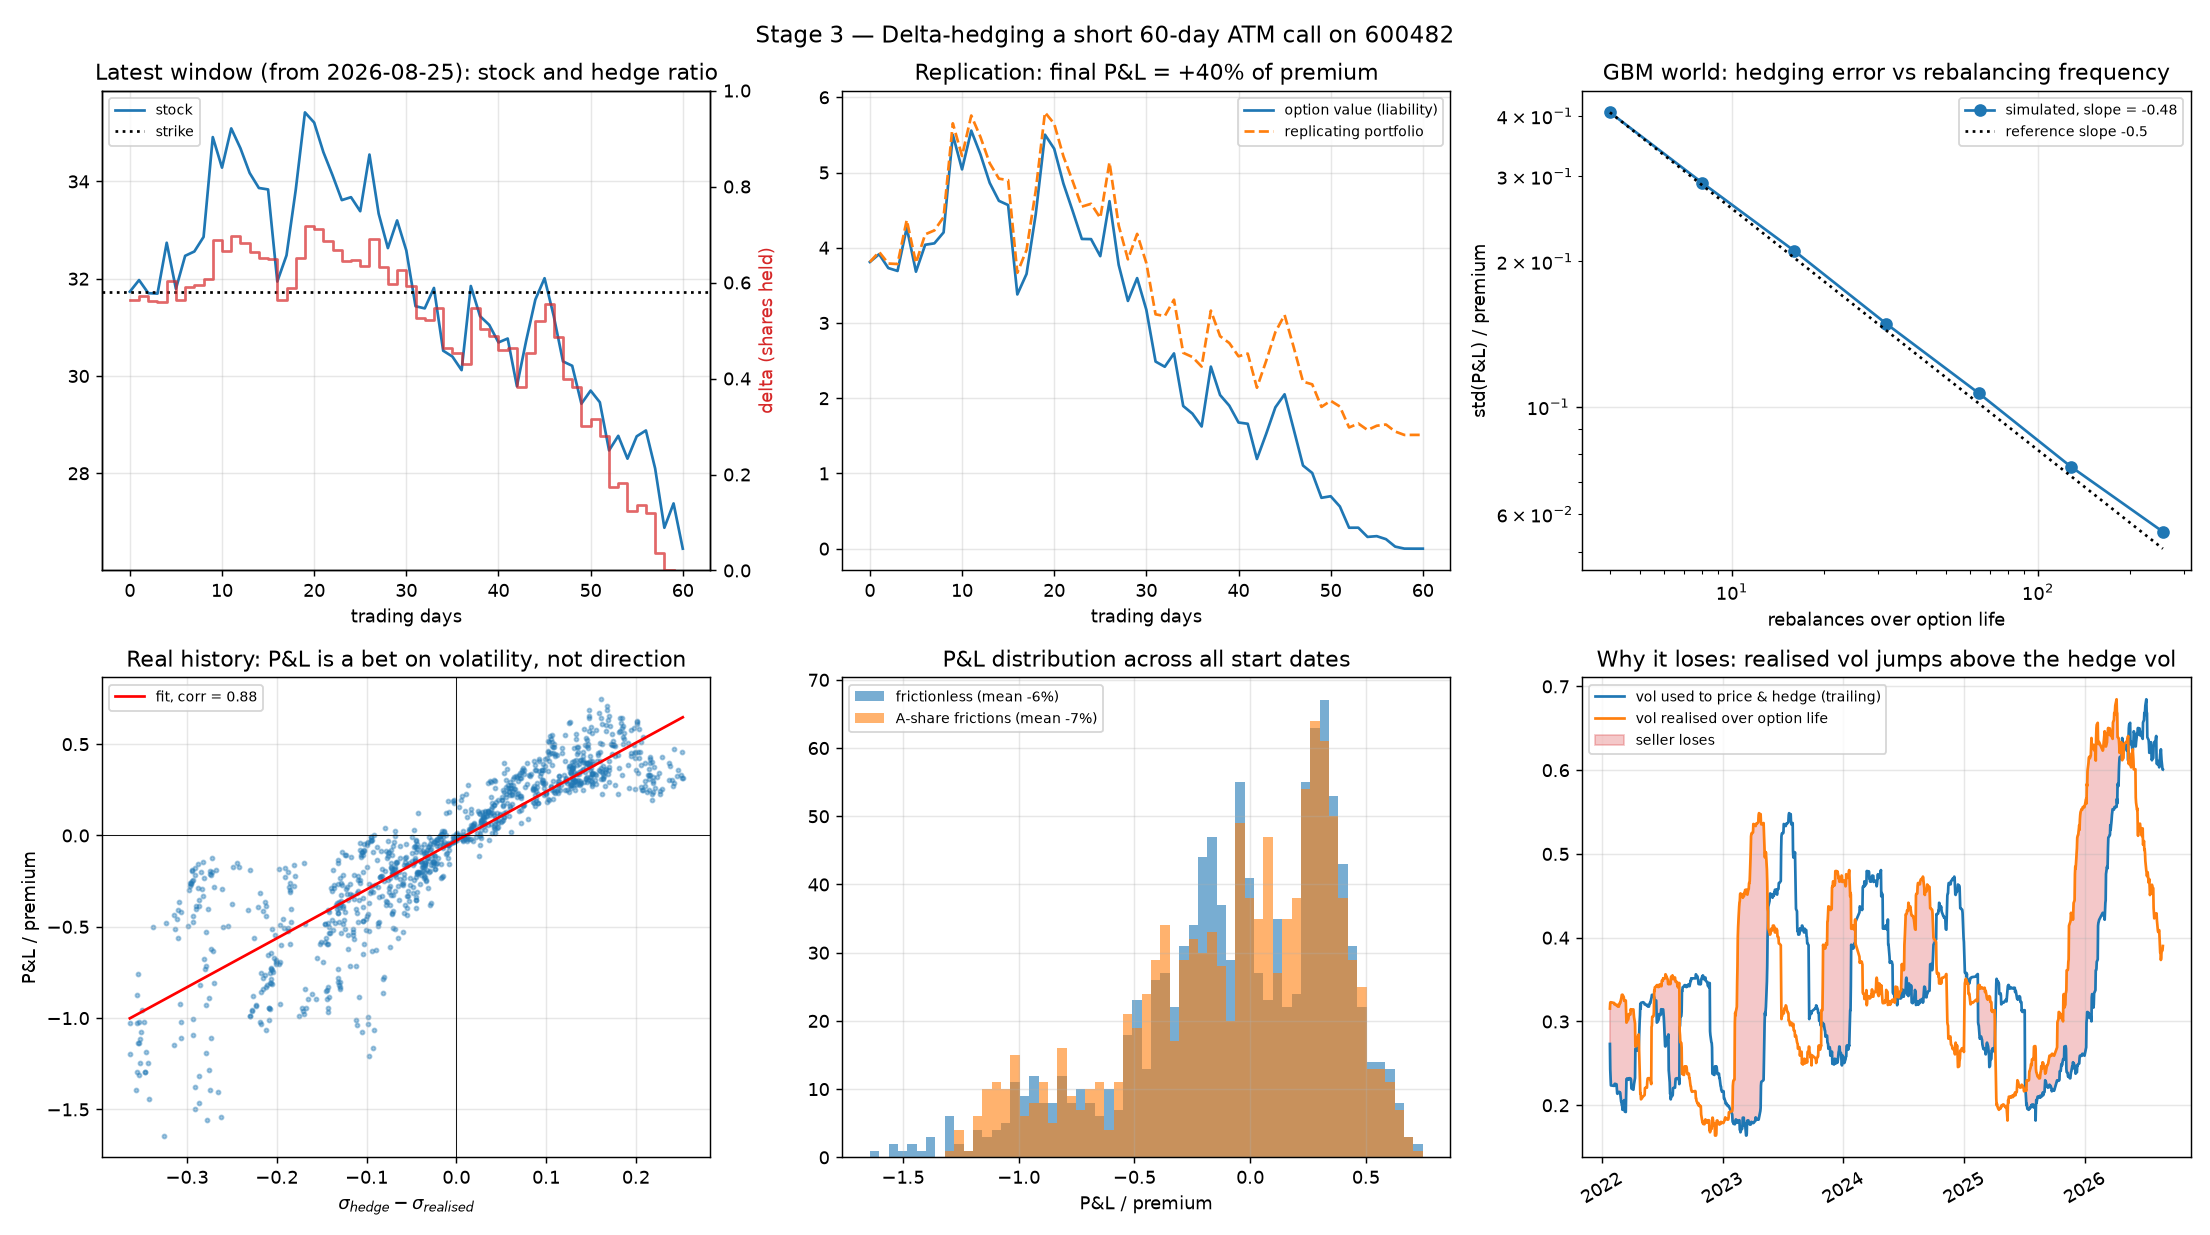 Stage 3 — Delta-hedging a short 60-day ATM call on 600482
Latest window (from 2026-08-25): stock and hedge ratio
stock
strike
34
32
30
28
1.0
0.8
0.6
0.4
0.2
0.0
delta (shares held)
0 10 20 30 40 50 60
trading days
Replication: final P&L = +40% of premium
option value (liability)
replicating portfolio
6
5
4
3
2
1
0
0 10 20 30 40 50 60
trading days
GBM world: hedging error vs rebalancing frequency
simulated, slope = -0.48
reference slope -0.5
4 × 10⁻¹
3 × 10⁻¹
2 × 10⁻¹
10⁻¹
6 × 10⁻²
std(P&L) / premium
10¹ 10²
rebalances over option life
Real history: P&L is a bet on volatility, not direction
fit, corr = 0.88
0.5
0.0
−0.5
−1.0
−1.5
P&L / premium
−0.3 −0.2 −0.1 0.0 0.1 0.2
σhedge − σrealised
P&L distribution across all start dates
frictionless (mean -6%)
A-share frictions (mean -7%)
70
60
50
40
30
20
10
0
−1.5 −1.0 −0.5 0.0 0.5
P&L / premium
Why it loses: realised vol jumps above the hedge vol
vol used to price & hedge (trailing)
vol realised over option life
seller loses
0.7
0.6
0.5
0.4
0.3
0.2
2022 2023 2024 2025 2026